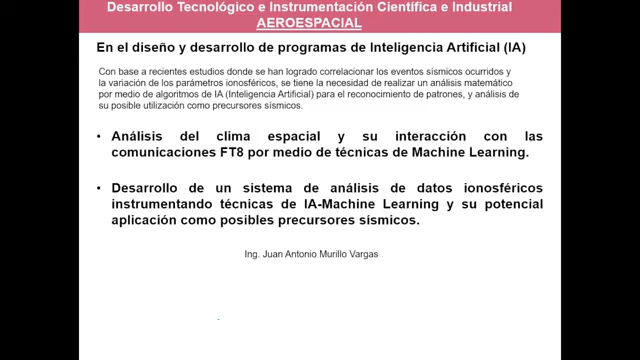 Desarrollo Tecnológico e Instrumentación Científica e Industrial
AEROESPACIAL
En el diseño y desarrollo de programas de Inteligencia Artificial (IA)
Con base a recientes estudios donde se han logrado correlacionar los eventos sísmicos ocurridos y
la variación de los parámetros ionosféricos, se tiene la necesidad de realizar un análisis matemático
por medio de algoritmos de IA (Inteligencia Artificial) para el reconocimiento de patrones, y análisis de
su posible utilización como precursores sísmicos.
• Análisis del clima espacial y su interacción con las
comunicaciones FT8 por medio de técnicas de Machine Learning.
• Desarrollo de un sistema de análisis de datos ionosféricos
instrumentando técnicas de IA-Machine Learning y su potencial
aplicación como posibles precursores sísmicos.
Ing. Juan Antonio Murillo Vargas